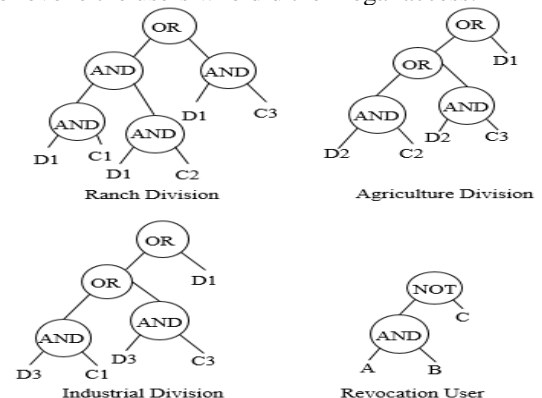 OR
OR
AND
AND
OR
D1
AND
AND
D1
C3
AND
AND
D1
C1
D1
C2
D2
C2
D2
C3
Ranch Division
Agriculture Division
OR
OR
D1
NOT
AND
AND
AND
C
D3
C1
D3
C3
A
B
Industrial Division
Revocation User